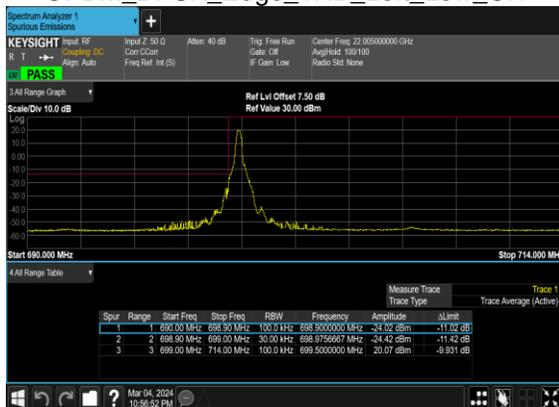 Spectrum Analyzer 1
Spurious Emissions
KEYSIGHT Input: RF Input Z: 50 Ω Atten: 40 dB Trig: Free Run Center Freq: 22.005000000 GHz
R T Coupling: DC Corr CCorr Gate: Off Avg|Hold: 100/100
Align: Auto Freq Ref: Int (S) IF Gain: Low Radio Std: None
PASS
3 All Range Graph
Ref Lvl Offset 7.50 dB
Scale/Div 10.0 dB Ref Value 30.00 dBm
Log
20.0
10.0
0.00
-10.0
-20.0
-30.0
-40.0
-50.0
-60.0
Start 690.000 MHz Stop 714.000 MH
4 All Range Table
Measure Trace Trace 1
Trace Type Trace Average (Active)
Spur Range Start Freq Stop Freq RBW Frequency Amplitude ΔLimit
1 1 690.00 MHz 698.90 MHz 100.0 kHz 698.9000000 MHz -24.02 dBm -11.02 dB
2 2 698.90 MHz 699.00 MHz 30.00 kHz 698.9756667 MHz -24.42 dBm -11.42 dB
3 3 699.00 MHz 714.00 MHz 100.0 kHz 699.5000000 MHz 20.07 dBm -9.931 dB
Mar 04, 2024
10:56:52 PM